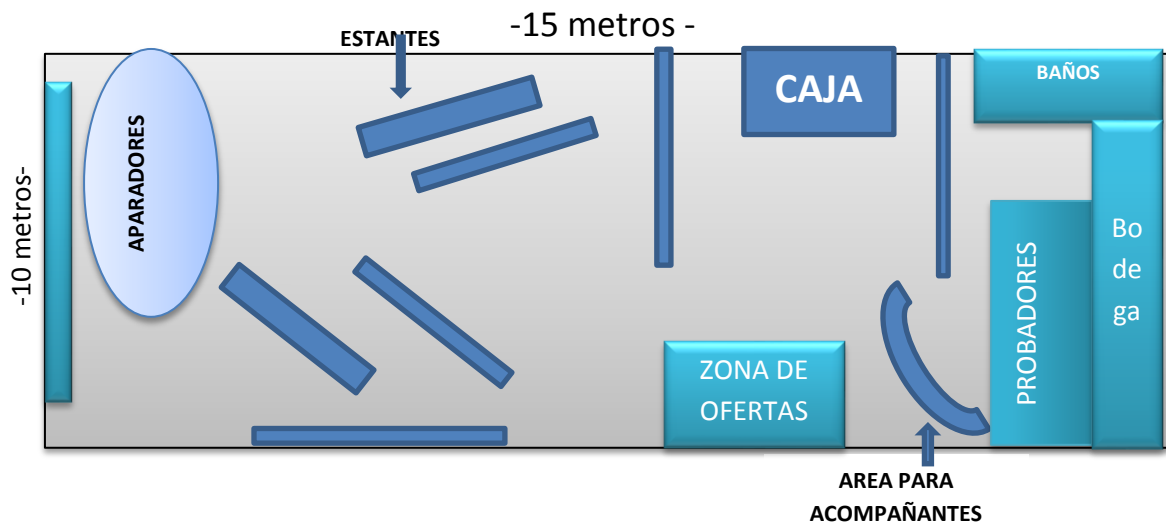 -15 metros -
ESTANTES
CAJA
BAÑOS
APARADORES
-10 metros-
Bo
de
ga
PROBADORES
ZONA DE
OFERTAS
AREA PARA
ACOMPAÑANTES